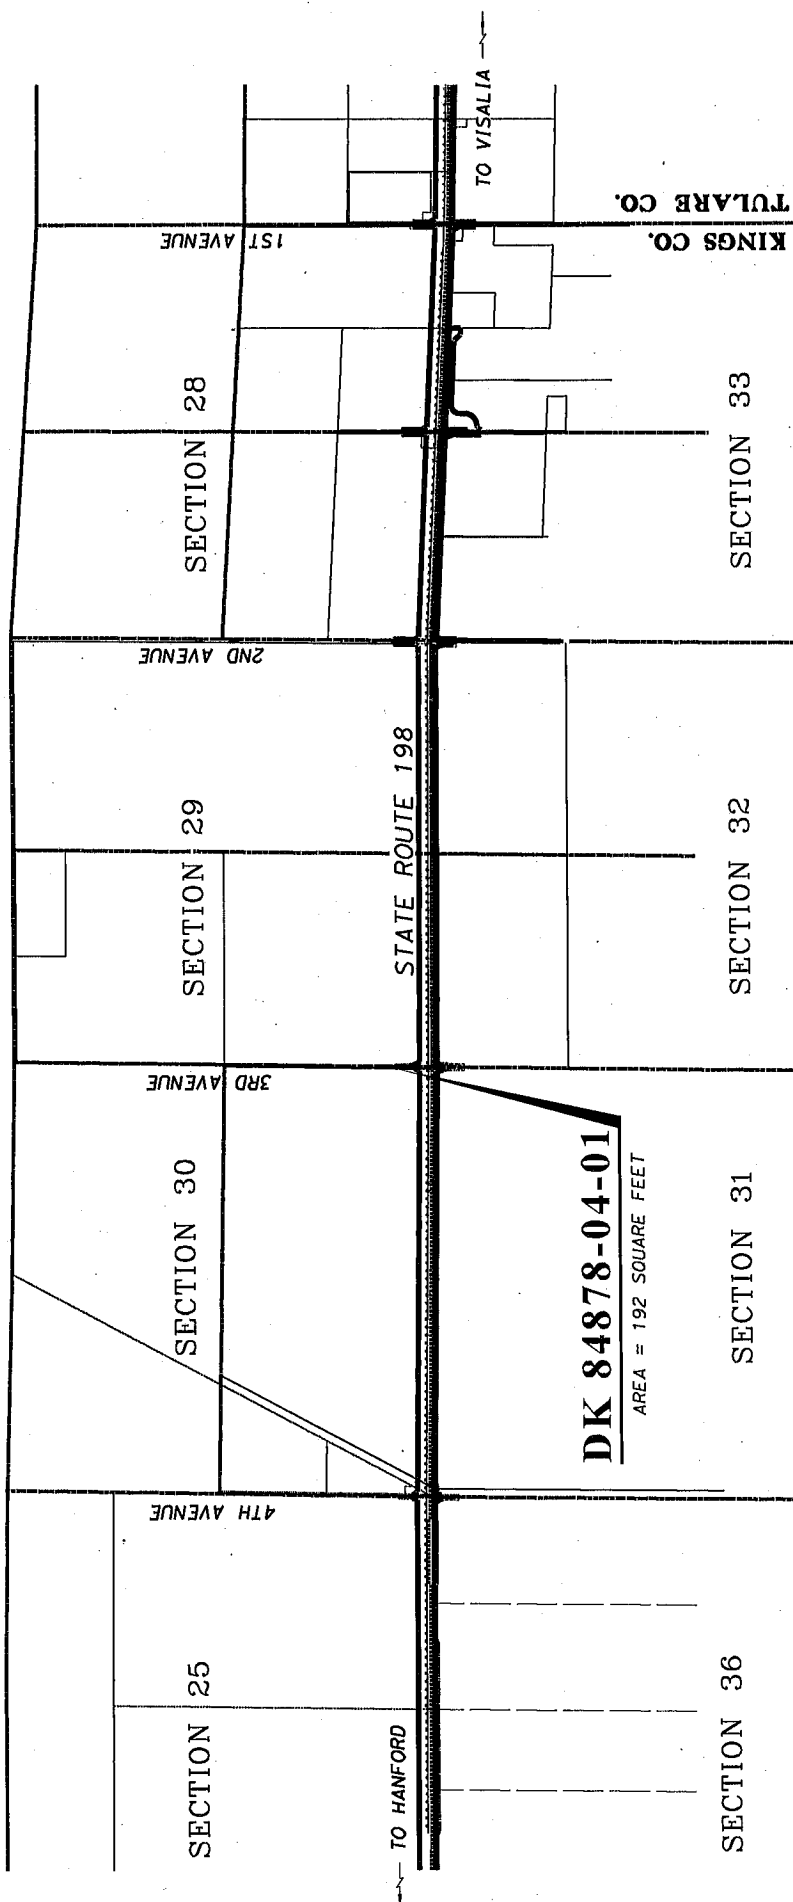 TO VISALIA
TULARE CO.
KINGS CO.
1ST AVENUE
SECTION 28
SECTION 33
2ND AVENUE
STATE ROUTE 198
SECTION 29
SECTION 32
3RD AVENUE
SECTION 30
DK 84878-04-01
AREA = 192 SQUARE FEET
SECTION 31
4TH AVENUE
SECTION 25
TO HANFORD
SECTION 36